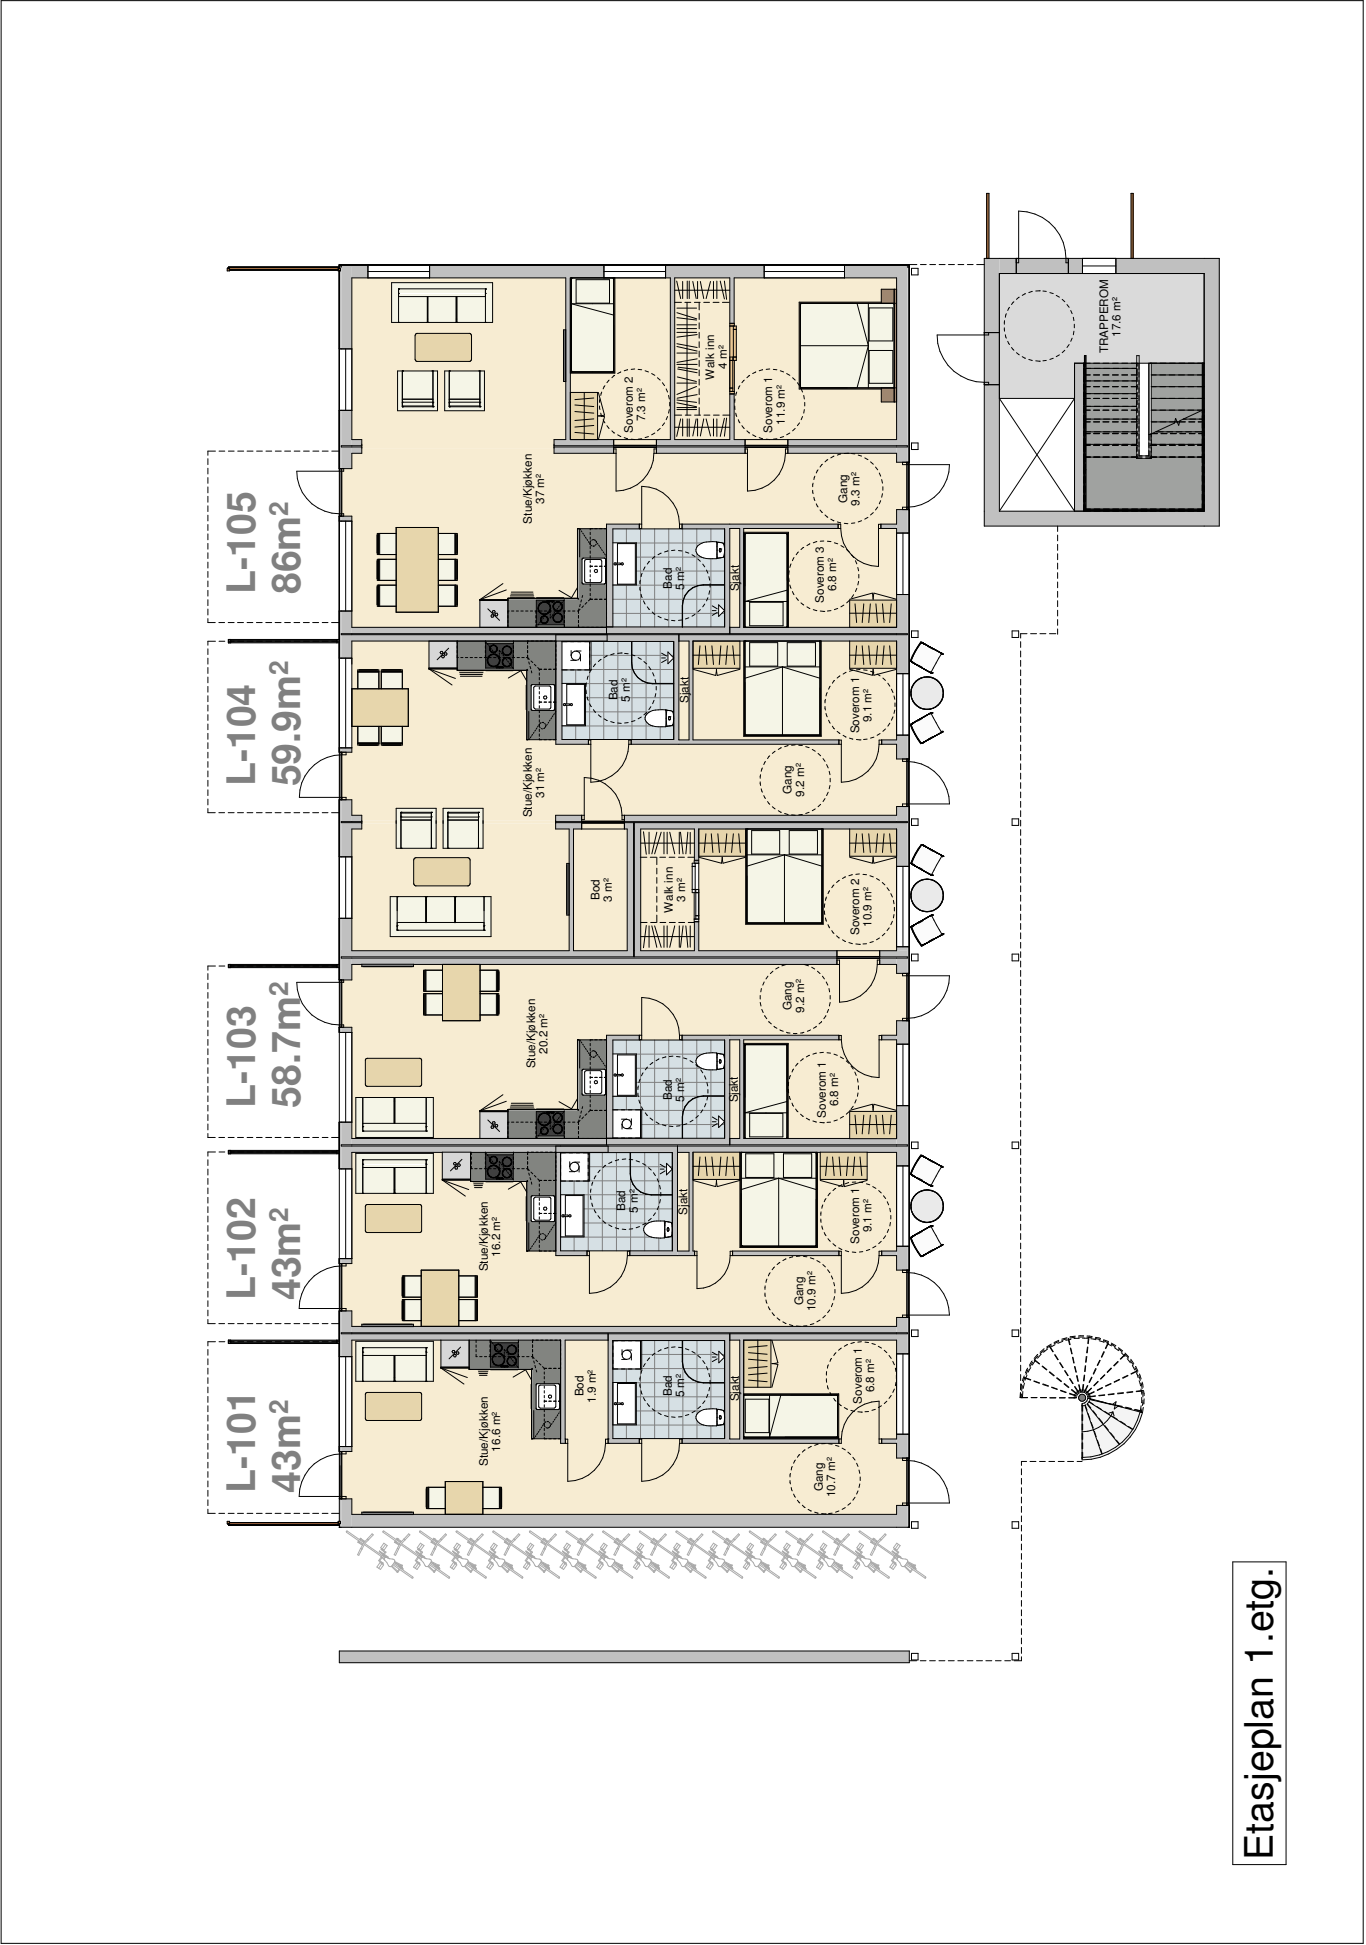 L-101
43m²
Stue/Kjøkken
16.6 m²
Bod
1.9 m²
Bad
5 m²
Sjakt
Soverom 1
6.8 m²
Gang
10.7 m²
L-102
43m²
Stue/Kjøkken
16.2 m²
Bad
5 m²
Sjakt
Soverom 1
9.1 m²
Gang
10.9 m²
L-103
58.7m²
Stue/Kjøkken
20.2 m²
Bad
5 m²
Sjakt
Soverom 1
6.8 m²
Gang
9.2 m²
Walk inn
3 m²
Soverom 2
10.9 m²
L-104
59.9m²
Stue/Kjøkken
31 m²
Bod
3 m²
Bad
5 m²
Sjakt
Soverom 1
9.1 m²
Gang
9.2 m²
L-105
86m²
Stue/Kjøkken
37 m²
Bad
5 m²
Sjakt
Soverom 3
6.8 m²
Gang
9.3 m²
Soverom 2
7.3 m²
Walk inn
4 m²
Soverom 1
11.9 m²
TRAPPEROM
17.6 m²
Etasjeplan 1.etg.